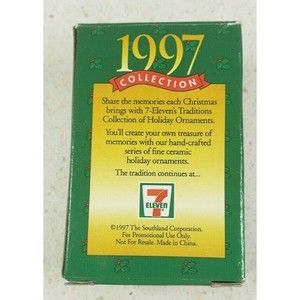 1997
COLLECTION
Share the memories each Christmas
brings with 7-Eleven's Traditions
Collection of Holiday Ornaments.
You'll create your own treasure of
memories with our hand-crafted
series of fine ceramic
holiday ornaments.
The tradition continues at...
7
ELEVEN
©1997 The Southland Corporation.
For Promotional Use Only.
Not For Resale. Made in China.